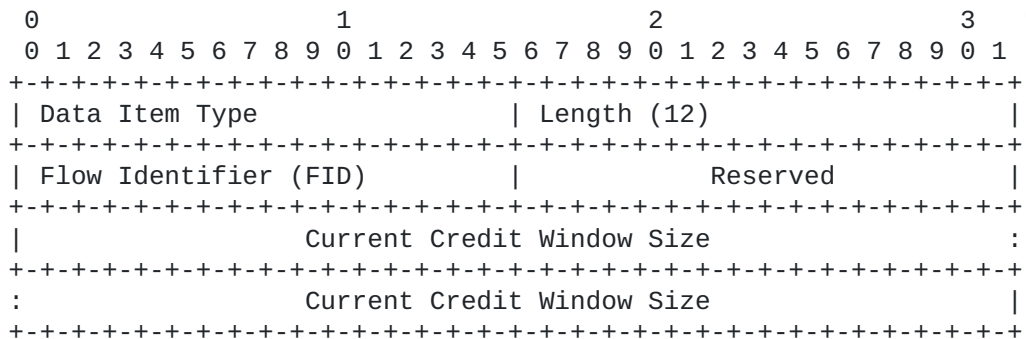 0                   1                   2                   3
 0 1 2 3 4 5 6 7 8 9 0 1 2 3 4 5 6 7 8 9 0 1 2 3 4 5 6 7 8 9 0 1
+-+-+-+-+-+-+-+-+-+-+-+-+-+-+-+-+-+-+-+-+-+-+-+-+-+-+-+-+-+-+-+-+
| Data Item Type                | Length (12)                   |
+-+-+-+-+-+-+-+-+-+-+-+-+-+-+-+-+-+-+-+-+-+-+-+-+-+-+-+-+-+-+-+-+
| Flow Identifier (FID)         |            Reserved           |
+-+-+-+-+-+-+-+-+-+-+-+-+-+-+-+-+-+-+-+-+-+-+-+-+-+-+-+-+-+-+-+-+
|                  Current Credit Window Size                   :
+-+-+-+-+-+-+-+-+-+-+-+-+-+-+-+-+-+-+-+-+-+-+-+-+-+-+-+-+-+-+-+-+
:                  Current Credit Window Size                   |
+-+-+-+-+-+-+-+-+-+-+-+-+-+-+-+-+-+-+-+-+-+-+-+-+-+-+-+-+-+-+-+-+